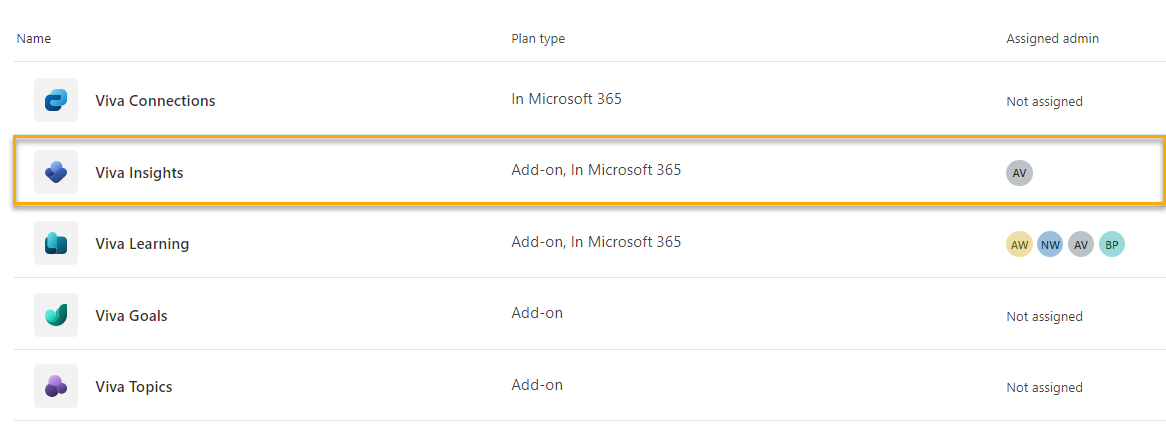 Name Plan type Assigned admin
Viva Connections In Microsoft 365 Not assigned
Viva Insights Add-on, In Microsoft 365 AV
Viva Learning Add-on, In Microsoft 365 AW NW AV BP
Viva Goals Add-on Not assigned
Viva Topics Add-on Not assigned